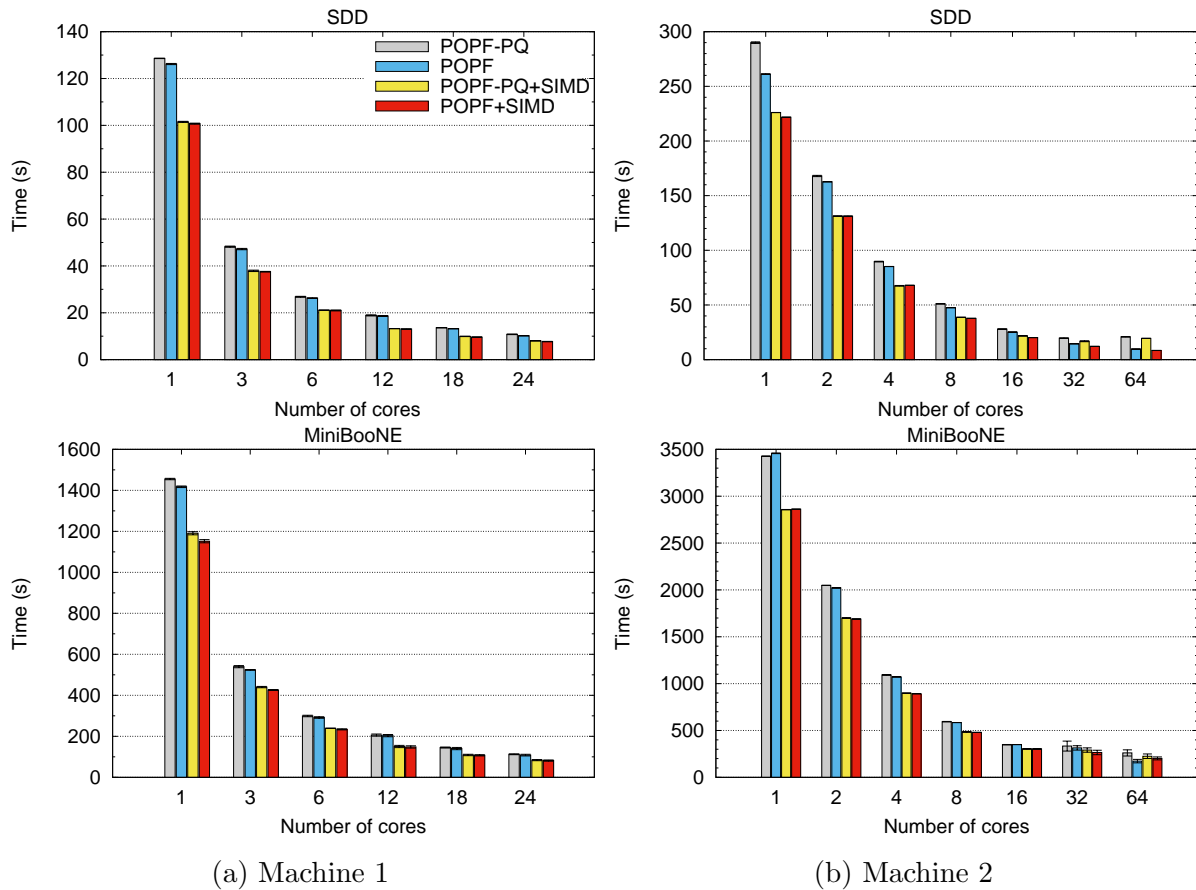 SDD
140
120
100
80
60
40
20
0
Time (s)
POPF-PQ
POPF
POPF-PQ+SIMD
POPF+SIMD
1 3 6 12 18 24
Number of cores
SDD
300
250
200
150
100
50
0
Time (s)
1 2 4 8 16 32 64
Number of cores
MiniBooNE
1600
1400
1200
1000
800
600
400
200
0
Time (s)
1 3 6 12 18 24
Number of cores
(a) Machine 1
MiniBooNE
3500
3000
2500
2000
1500
1000
500
0
Time (s)
1 2 4 8 16 32 64
Number of cores
(b) Machine 2